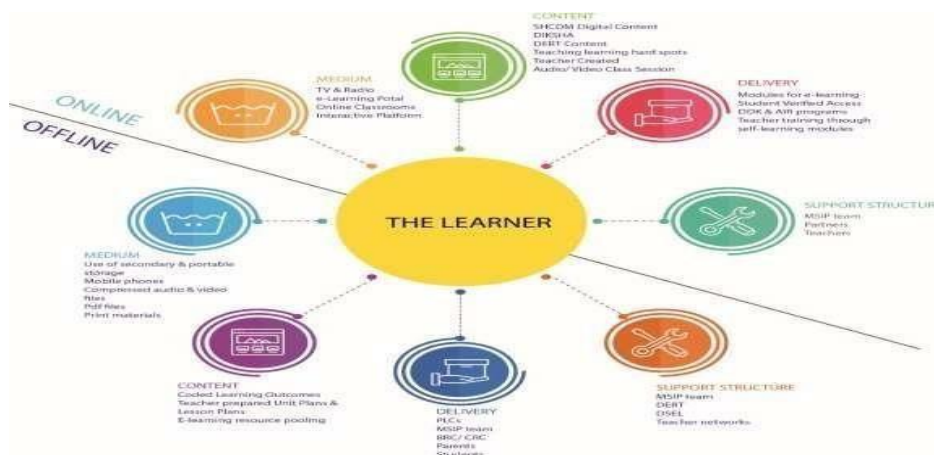 CONTENT
SHCDM Digital Content
DIKSHA
DERT Content
Teaching learning hard spots
Teacher Created
Audio/ Video Class Session
MEDIUM
TV & Radio
e-Learning Potal
Online Classrooms
Interactive Platform
DELIVERY
Modules for e-learning
Student Verified Access
DDK & AIR programs
Teacher training through
self-learning modules
ONLINE
OFFLINE
THE LEARNER
SUPPORT STRUCTUR
MSIP team
Partners
Teachers
MEDIUM
Use of secondary & portable
storage
Mobile phones
Compressed audio & video
files
Pdf files
Print materials
CONTENT
Coded Learning Outcomes
Teacher prepared Unit Plans &
Lesson Plans
E-learning resource pooling
DELIVERY
PLCs
MSIP team
BRC/ CRC
Parents
Students
SUPPORT STRUCTURE
MSIP team
DERT
DSEL
Teacher networks